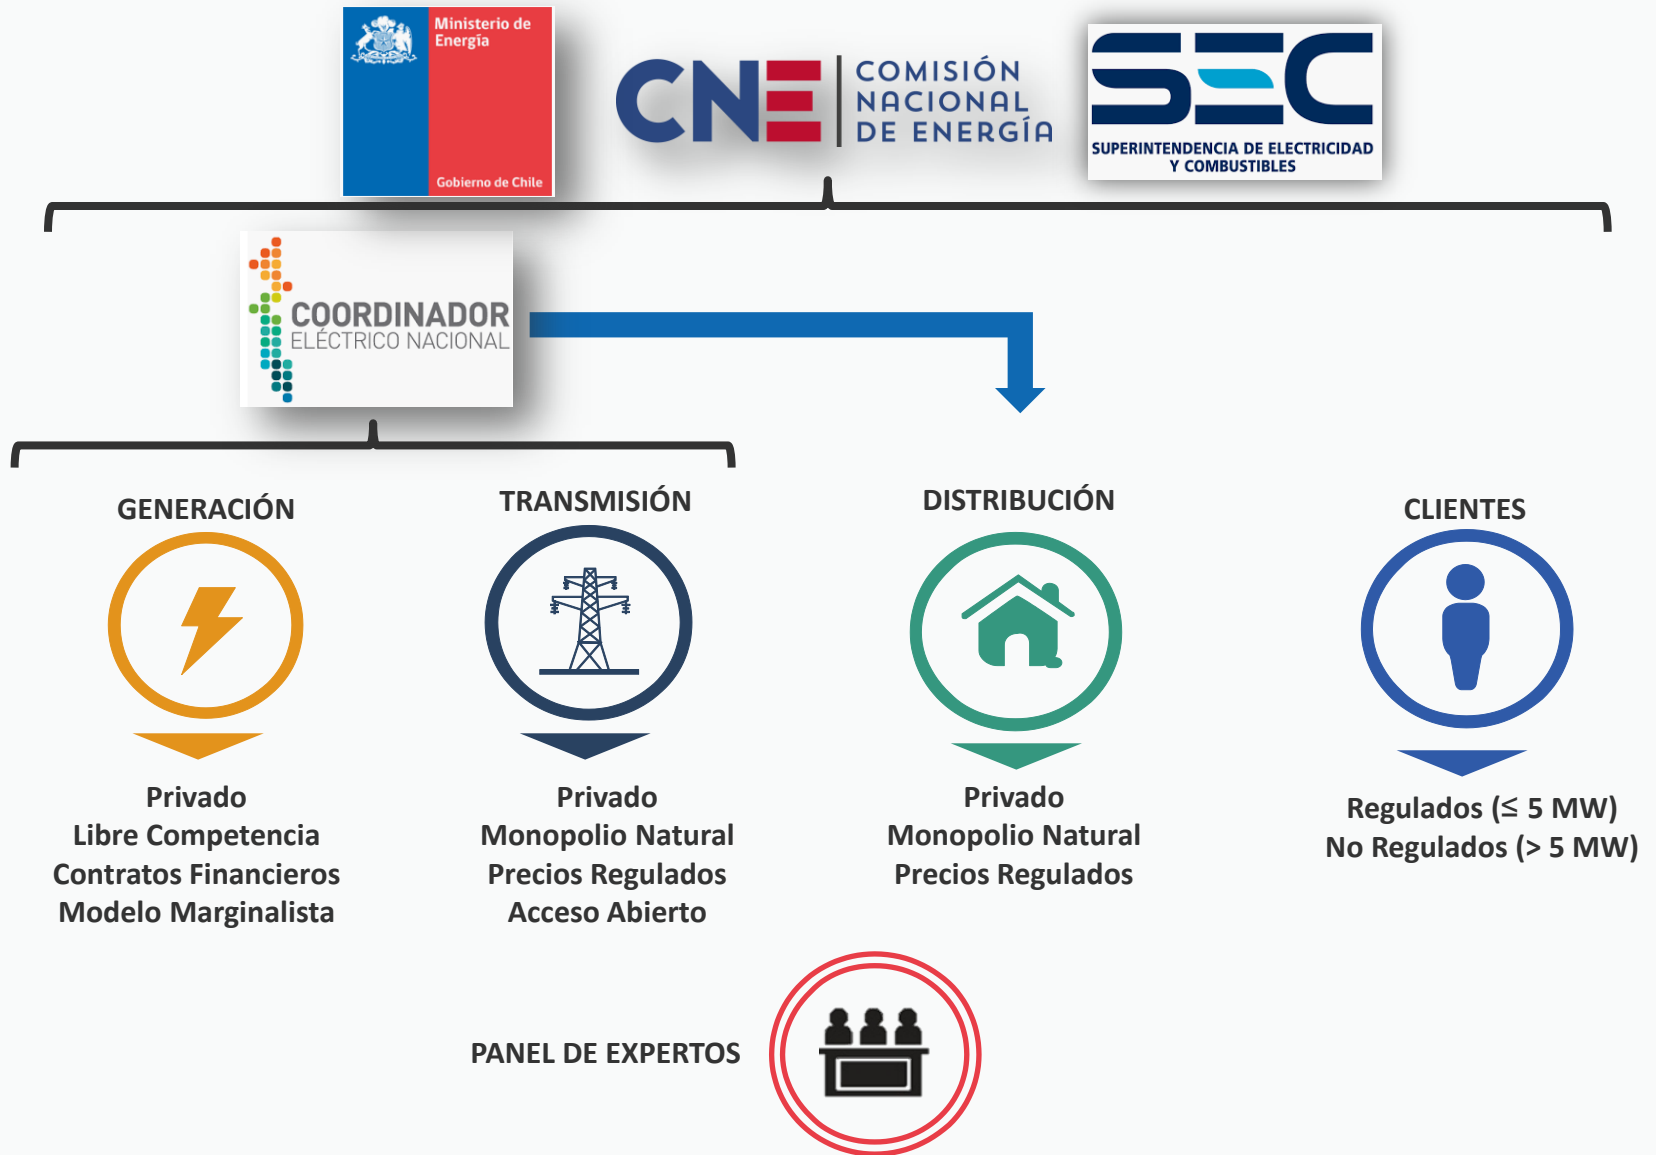 Ministerio de
Energía
Gobierno de Chile
CNE
COMISIÓN
NACIONAL
DE ENERGÍA
SEC
SUPERINTENDENCIA DE ELECTRICIDAD
Y COMBUSTIBLES
COORDINADOR
ELÉCTRICO NACIONAL
GENERACIÓN
Privado
Libre Competencia
Contratos Financieros
Modelo Marginalista
TRANSMISIÓN
Privado
Monopolio Natural
Precios Regulados
Acceso Abierto
DISTRIBUCIÓN
Privado
Monopolio Natural
Precios Regulados
CLIENTES
Regulados (≤ 5 MW)
No Regulados (> 5 MW)
PANEL DE EXPERTOS